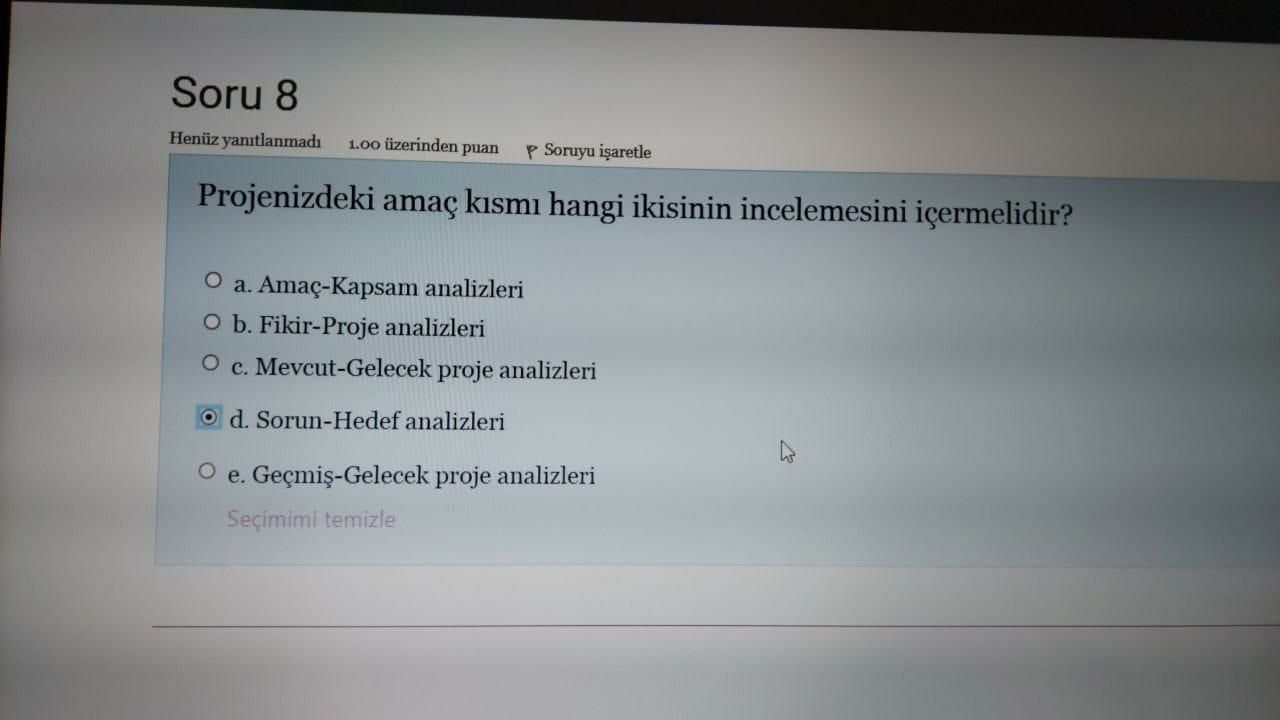 Soru 8
Henüz yanıtlanmadı 1.00 üzerinden puan Soruyu işaretle
Projenizdeki amaç kısmı hangi ikisinin incelemesini içermelidir?
a. Amaç-Kapsam analizleri
b. Fikir-Proje analizleri
c. Mevcut-Gelecek proje analizleri
d. Sorun-Hedef analizleri
e. Geçmiş-Gelecek proje analizleri
Seçimimi temizle